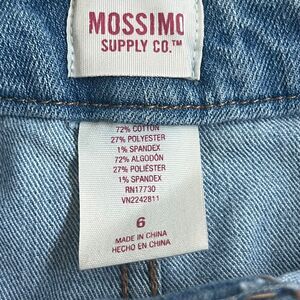 MOSSIMO
SUPPLY CO.™
72% COTTON
27% POLYESTER
1% SPANDEX
72% ALGODÓN
27% POLIÉSTER
1% SPANDEX
RN17730
VN2242811
6
MADE IN CHINA
HECHO EN CHINA